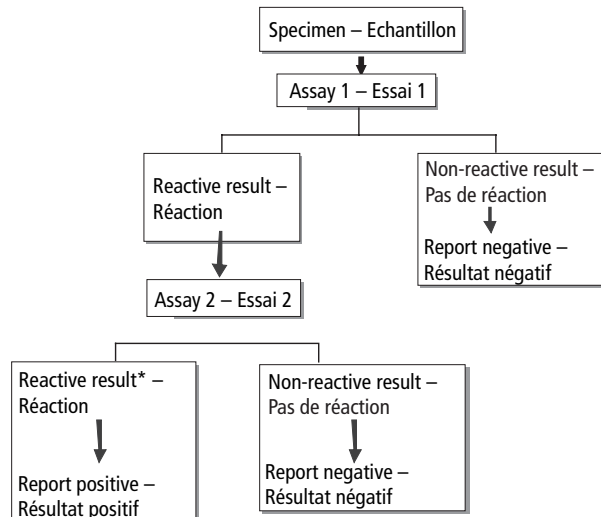 Specimen – Echantillon
Assay 1 – Essai 1
Reactive result –
Réaction
Non-reactive result –
Pas de réaction
Report negative –
Résultat négatif
Assay 2 – Essai 2
Reactive result* –
Réaction
Report positive –
Résultat positif
Non-reactive result –
Pas de réaction
Report negative –
Résultat négatif